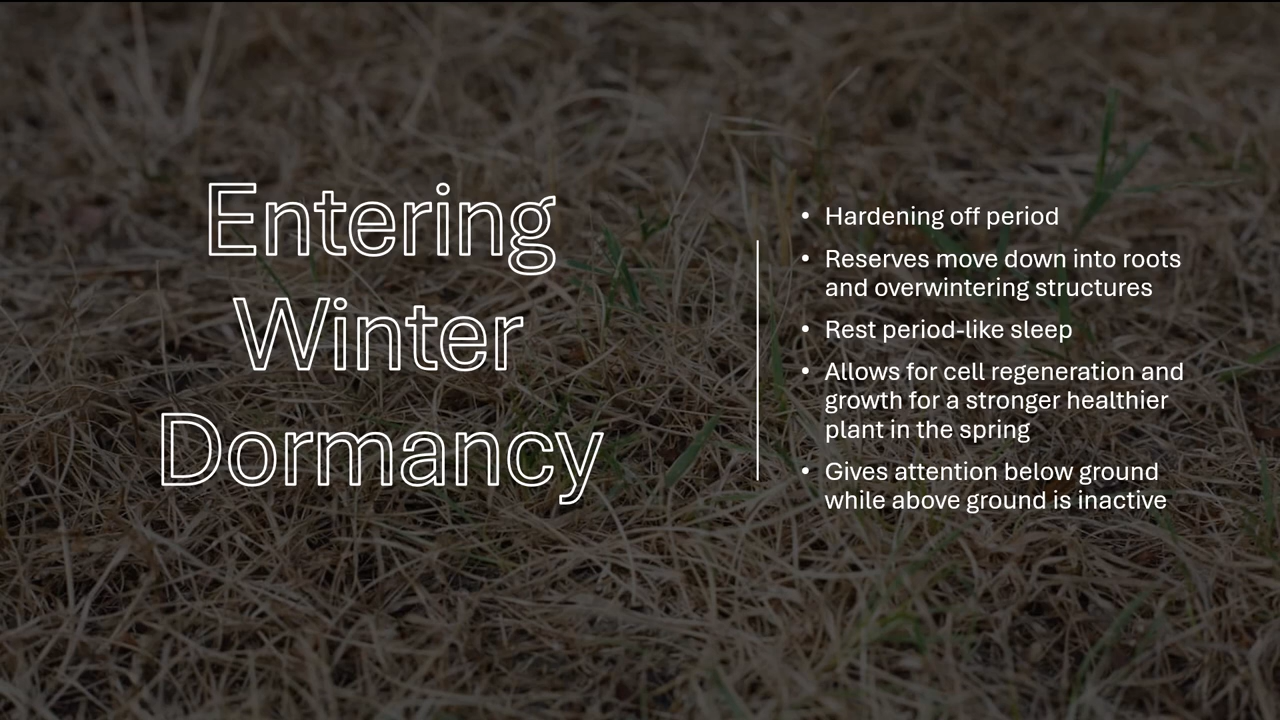 Entering
Winter
Dormancy
• Hardening off period
• Reserves move down into roots
and overwintering structures
• Rest period-like sleep
• Allows for cell regeneration and
growth for a stronger healthier
plant in the spring
• Gives attention below ground
while above ground is inactive